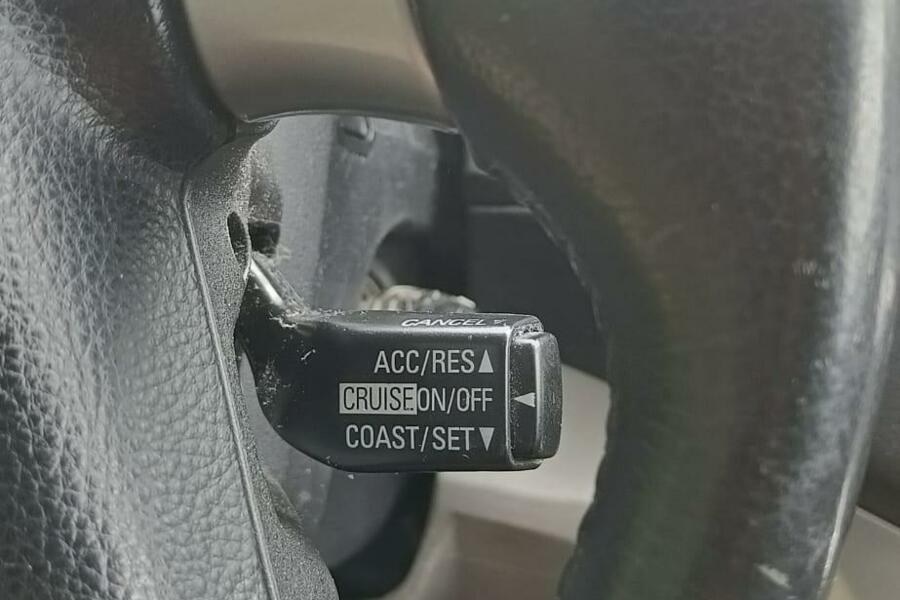 CANCEL
ACC/RES▲
CRUISE ON/OFF ◀
COAST/SET▼